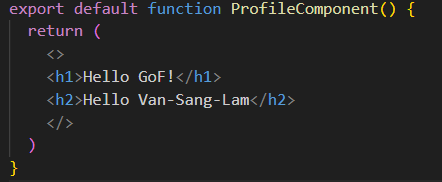 export default function ProfileComponent() {
return (
<>
<h1>Hello GoF!</h1>
<h2>Hello Van-Sang-Lam</h2>
</>
)
}